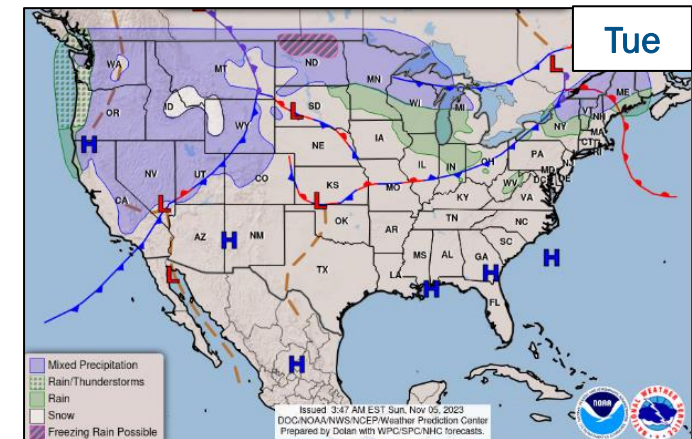 Tue
WA
MT
ND
MN
OR
ID
SD
WI
MI
ME
VT
NH
WY
NY
MA
CT
RI
NE
IA
PA
NJ
NV
UT
CO
IL
IN
OH
MD
DC
DE
WV
VA
CA
KS
MO
KY
AZ
NM
OK
AR
TN
NC
SC
TX
LA
MS
AL
GA
FL
H
H
H
H
H
H
L
L
L
L
L
Mixed Precipitation
Rain/Thunderstorms
Rain
Snow
Freezing Rain Possible
Issued 3:47 AM EST Sun, Nov 05, 2023
DOC/NOAA/NWS/NCEP/Weather Prediction Center
Prepared by Dolan with WPC/SPC/NHC forecasts.
NOAA
NATIONAL WEATHER SERVICE